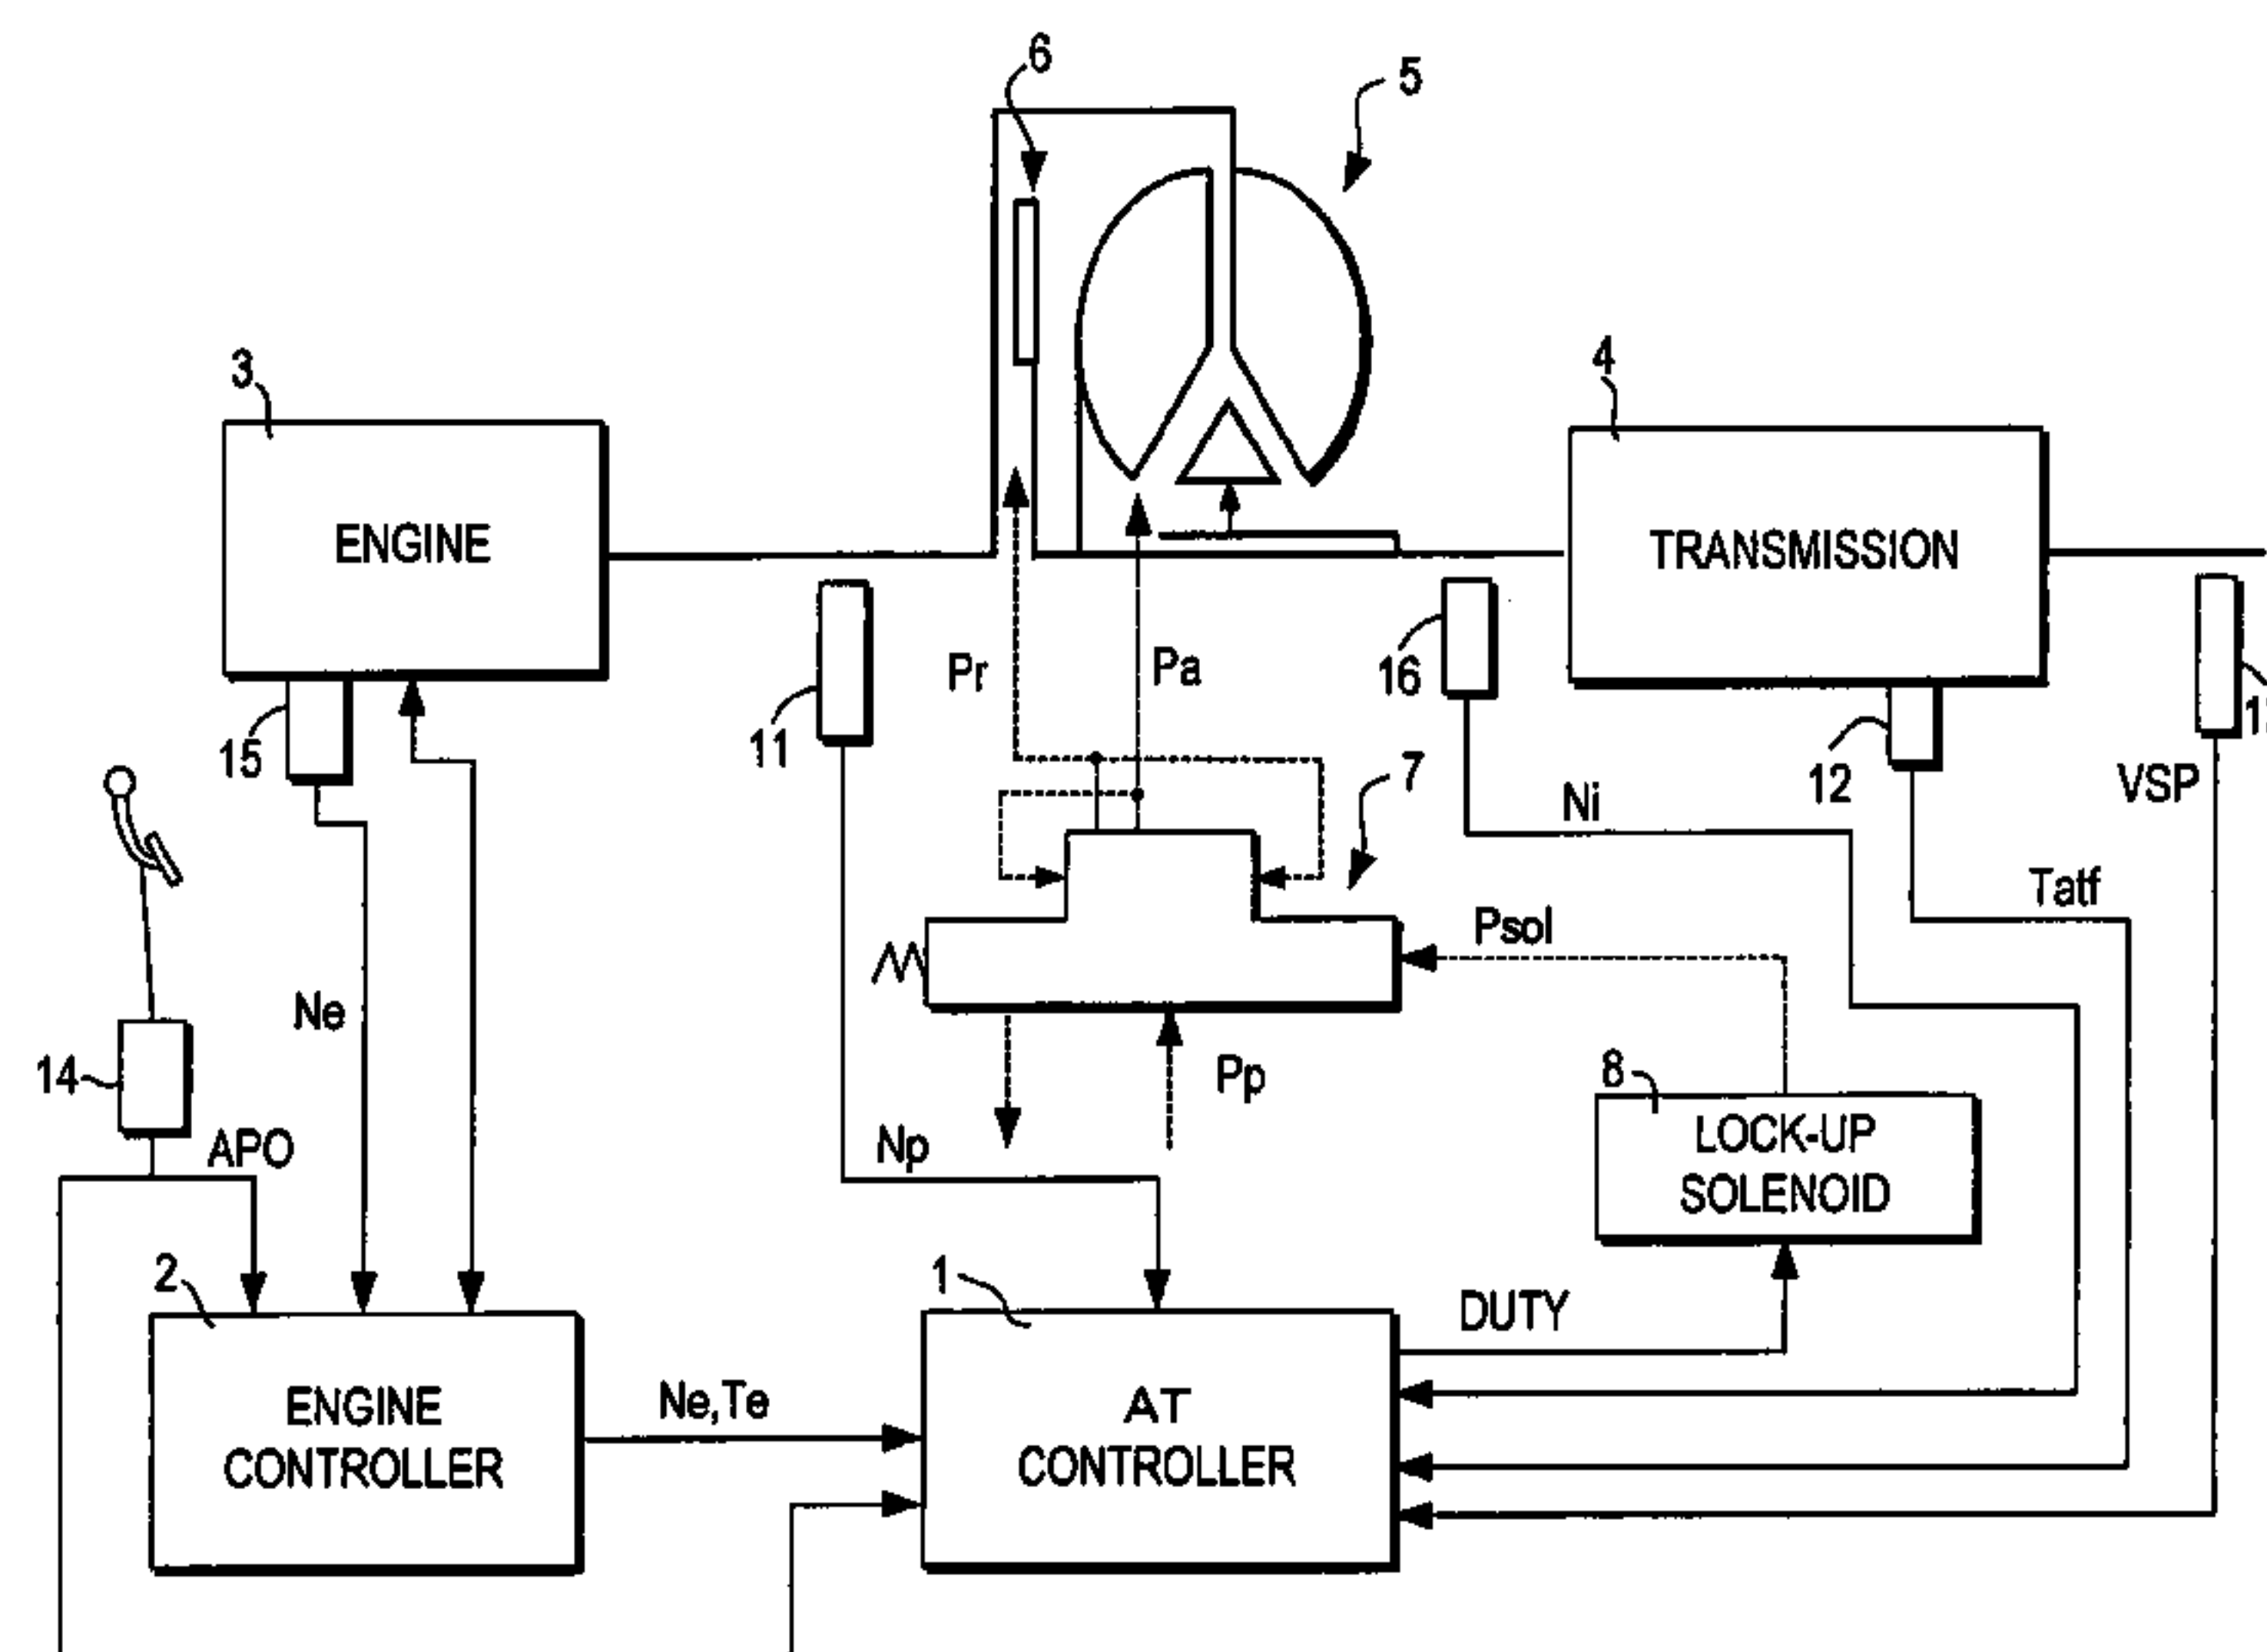 6
5
3
4
ENGINE
TRANSMISSION
Pr
Pa
16
15
11
12
7
VSP
Ni
Tatf
Psol
Ne
14
Pp
8
APO
Np
LOCK-UP
SOLENOID
2
1
DUTY
Ne,Te
ENGINE
CONTROLLER
AT
CONTROLLER